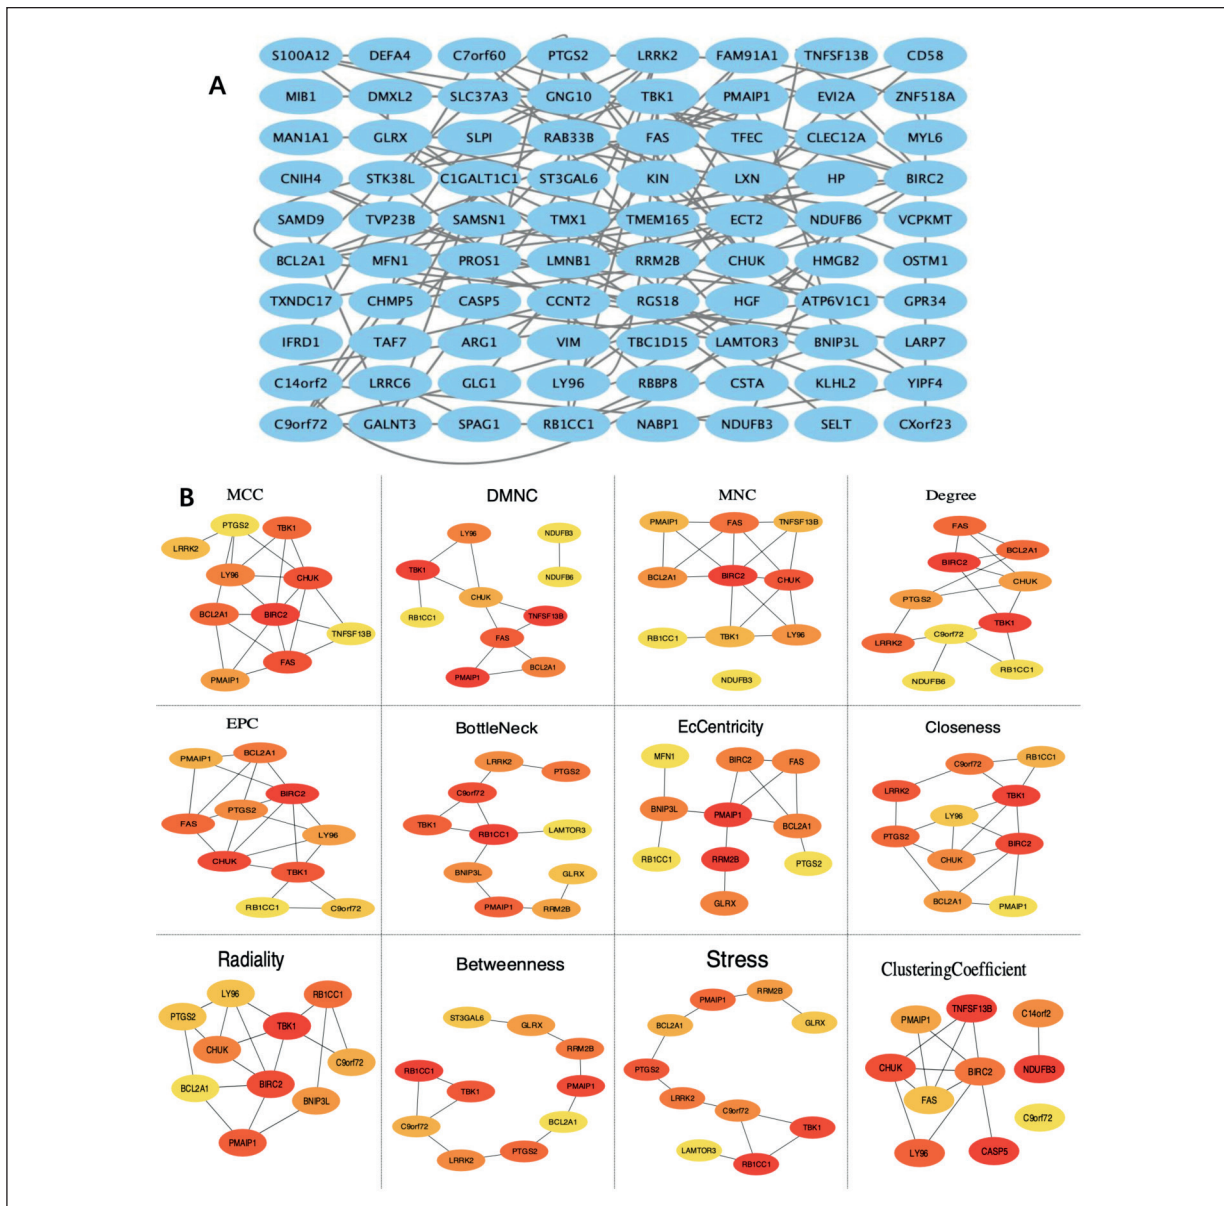 A
S100A12 DEFA4 C7orf60 PTGS2 LRRK2 FAM91A1 TNFSF13B CD58
MIB1 DMXL2 SLC37A3 GNG10 TBK1 PMAIP1 EVI2A ZNF518A
MAN1A1 GLRX SLPI RAB33B FAS TFEC CLEC12A MYL6
CNIH4 STK38L C1GALT1C1 ST3GAL6 KIN LXN HP BIRC2
SAMD9 TVP23B SAMSN1 TMX1 TMEM165 ECT2 NDUFB6 VCPKMT
BCL2A1 MFN1 PROS1 LMNB1 RRM2B CHUK HMGB2 OSTM1
TXNDC17 CHMP5 CASP5 CCNT2 RGS18 HGF ATP6V1C1 GPR34
IFRD1 TAF7 ARG1 VIM TBC1D15 LAMTOR3 BNIP3L LARP7
C14orf2 LRRC6 GLG1 LY96 RBBP8 CSTA KLHL2 YIPF4
C9orf72 GALNT3 SPAG1 RB1CC1 NABP1 NDUFB3 SELT CXorf23
B
MCC
PTGS2 TBK1
LRRK2
LY96 CHUK
BCL2A1 BIRC2
TNFSF13B
FAS
PMAIP1
DMNC
LY96 NDUFB3
TBK1 NDUFB6
CHUK
RB1CC1 TNFSF13B
FAS
BCL2A1
PMAIP1
MNC
PMAIP1 FAS TNFSF13B
BCL2A1 BIRC2 CHUK
RB1CC1 TBK1 LY96
NDUFB3
Degree
FAS
BCL2A1
BIRC2
CHUK
PTGS2
TBK1
C9orf72
LRRK2
RB1CC1
NDUFB6
EPC
PMAIP1 BCL2A1
BIRC2
PTGS2
FAS
LY96
CHUK
TBK1
RB1CC1 C9orf72
BottleNeck
LRRK2 PTGS2
C9orf72
TBK1 RB1CC1 LAMTOR3
BNIP3L GLRX
PMAIP1 RRM2B
EcCentricity
MFN1 BIRC2 FAS
BNIP3L PMAIP1
BCL2A1
RB1CC1 RRM2B PTGS2
GLRX
Closeness
C9orf72 RB1CC1
LRRK2 TBK1
LY96
PTGS2 BIRC2
CHUK
BCL2A1 PMAIP1
Radiality
LY96 RB1CC1
PTGS2 TBK1
CHUK
C9orf72
BCL2A1 BIRC2
BNIP3L
PMAIP1
Betweenness
ST3GAL6 GLRX
RRM2B
RB1CC1 PMAIP1
TBK1
C9orf72 BCL2A1
LRRK2 PTGS2
Stress
PMAIP1 RRM2B
BCL2A1 GLRX
PTGS2
LRRK2 C9orf72
TBK1
LAMTOR3
RB1CC1
ClusteringCoefficient
TNFSF13B
PMAIP1 C14orf2
CHUK BIRC2 NDUFB3
FAS
C9orf72
LY96 CASP5